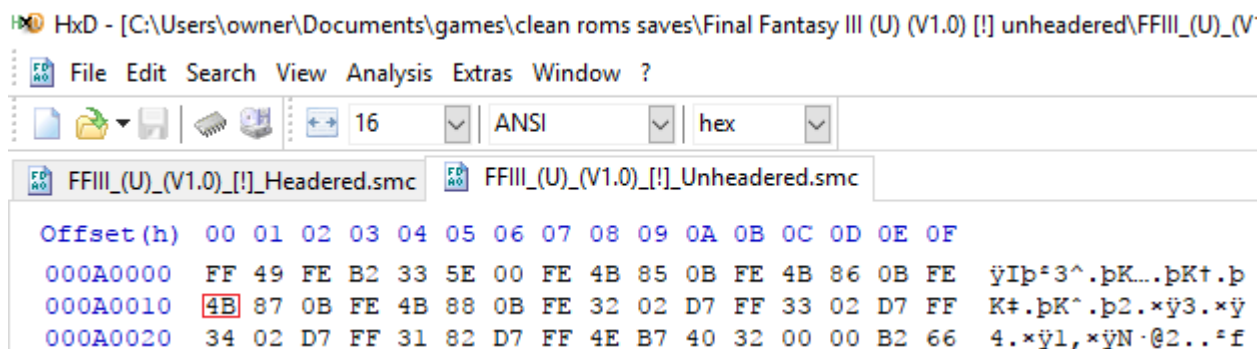 HxD - [C:\Users\owner\Documents\games\clean roms saves\Final Fantasy III (U) (V1.0) [!] unheadered\FFIII_(U)_(V1
File Edit Search View Analysis Extras Window ?
16 ANSI hex
FFIII_(U)_(V1.0)_[!]_Headered.smc FFIII_(U)_(V1.0)_[!]_Unheadered.smc
Offset(h) 00 01 02 03 04 05 06 07 08 09 0A 0B 0C 0D 0E 0F
000A0000 FF 49 FE B2 33 5E 00 FE 4B 85 0B FE 4B 86 0B FE ÿIþ²3^.þK….þK†.þ
000A0010 4B 87 0B FE 4B 88 0B FE 32 02 D7 FF 33 02 D7 FF K‡.þKˆ.þ2.×ÿ3.×ÿ
000A0020 34 02 D7 FF 31 82 D7 FF 4E B7 40 32 00 00 B2 66 4.×ÿ1‚×ÿN·@2..²f